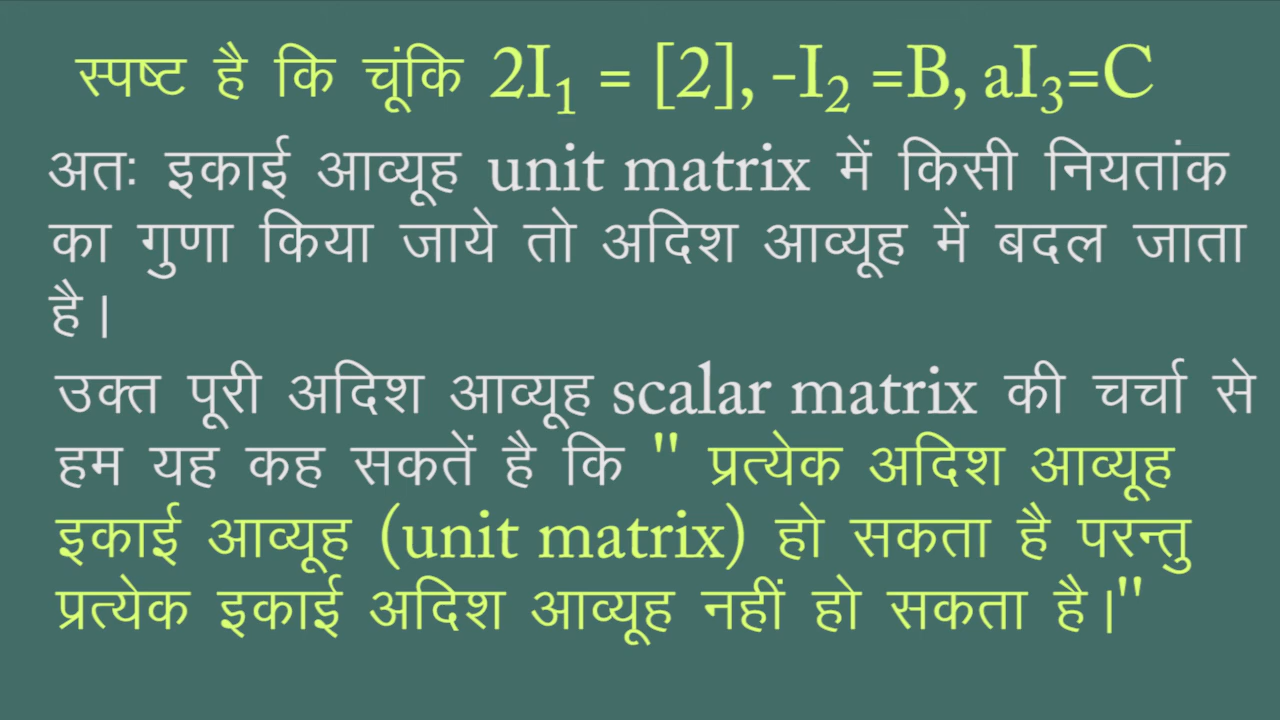 स्पष्ट है कि चूंकि 2I₁ = [2], -I₂ =B, aI₃=C
अतः इकाई आव्यूह unit matrix में किसी नियतांक
का गुणा किया जाये तो अदिश आव्यूह में बदल जाता
है।
उक्त पूरी अदिश आव्यूह scalar matrix की चर्चा से
हम यह कह सकतें है कि " प्रत्येक अदिश आव्यूह
इकाई आव्यूह (unit matrix) हो सकता है परन्तु
प्रत्येक इकाई अदिश आव्यूह नहीं हो सकता है।"